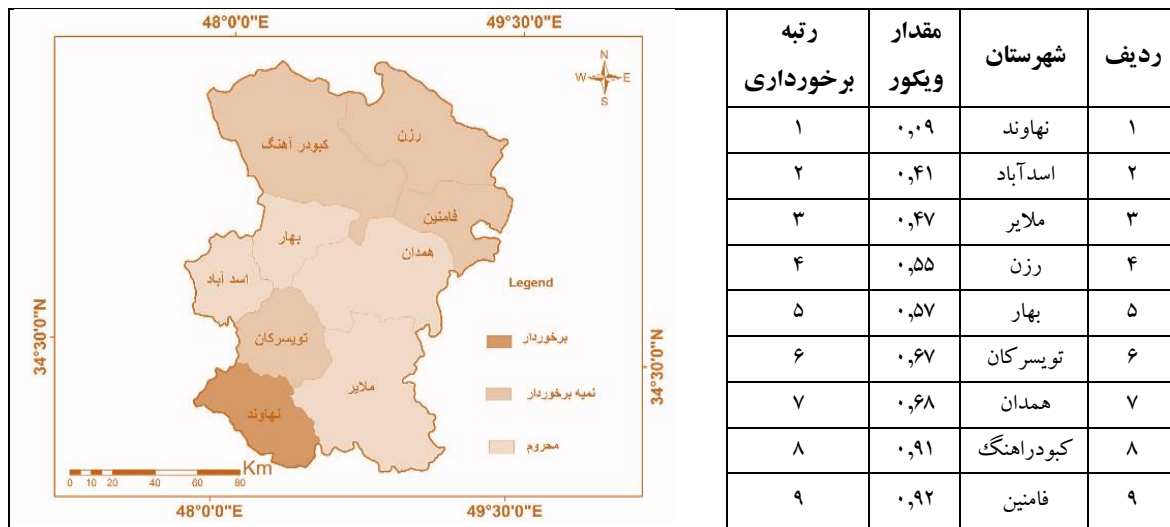 48°0'0"E
49°30'0"E
N
W E
S
رزن
کبودر آهنگ
فامنین
بهار
همدان
اسد آباد
تویسرکان
ملایر
نهاوند
34°30'0"N
34°30'0"N
Legend
برخوردار
نمیه برخوردار
محروم
Km
0 10 20 40 60 80
48°0'0"E
49°30'0"E
ردیف شهرستان مقدار ویکور رتبه برخورداری
۱ نهاوند ۰,۰۹ ۱
۲ اسدآباد ۰,۴۱ ۲
۳ ملایر ۰,۴۷ ۳
۴ رزن ۰,۵۵ ۴
۵ بهار ۰,۵۷ ۵
۶ تویسرکان ۰,۶۷ ۶
۷ همدان ۰,۶۸ ۷
۸ کبودراهنگ ۰,۹۱ ۸
۹ فامنین ۰,۹۲ ۹